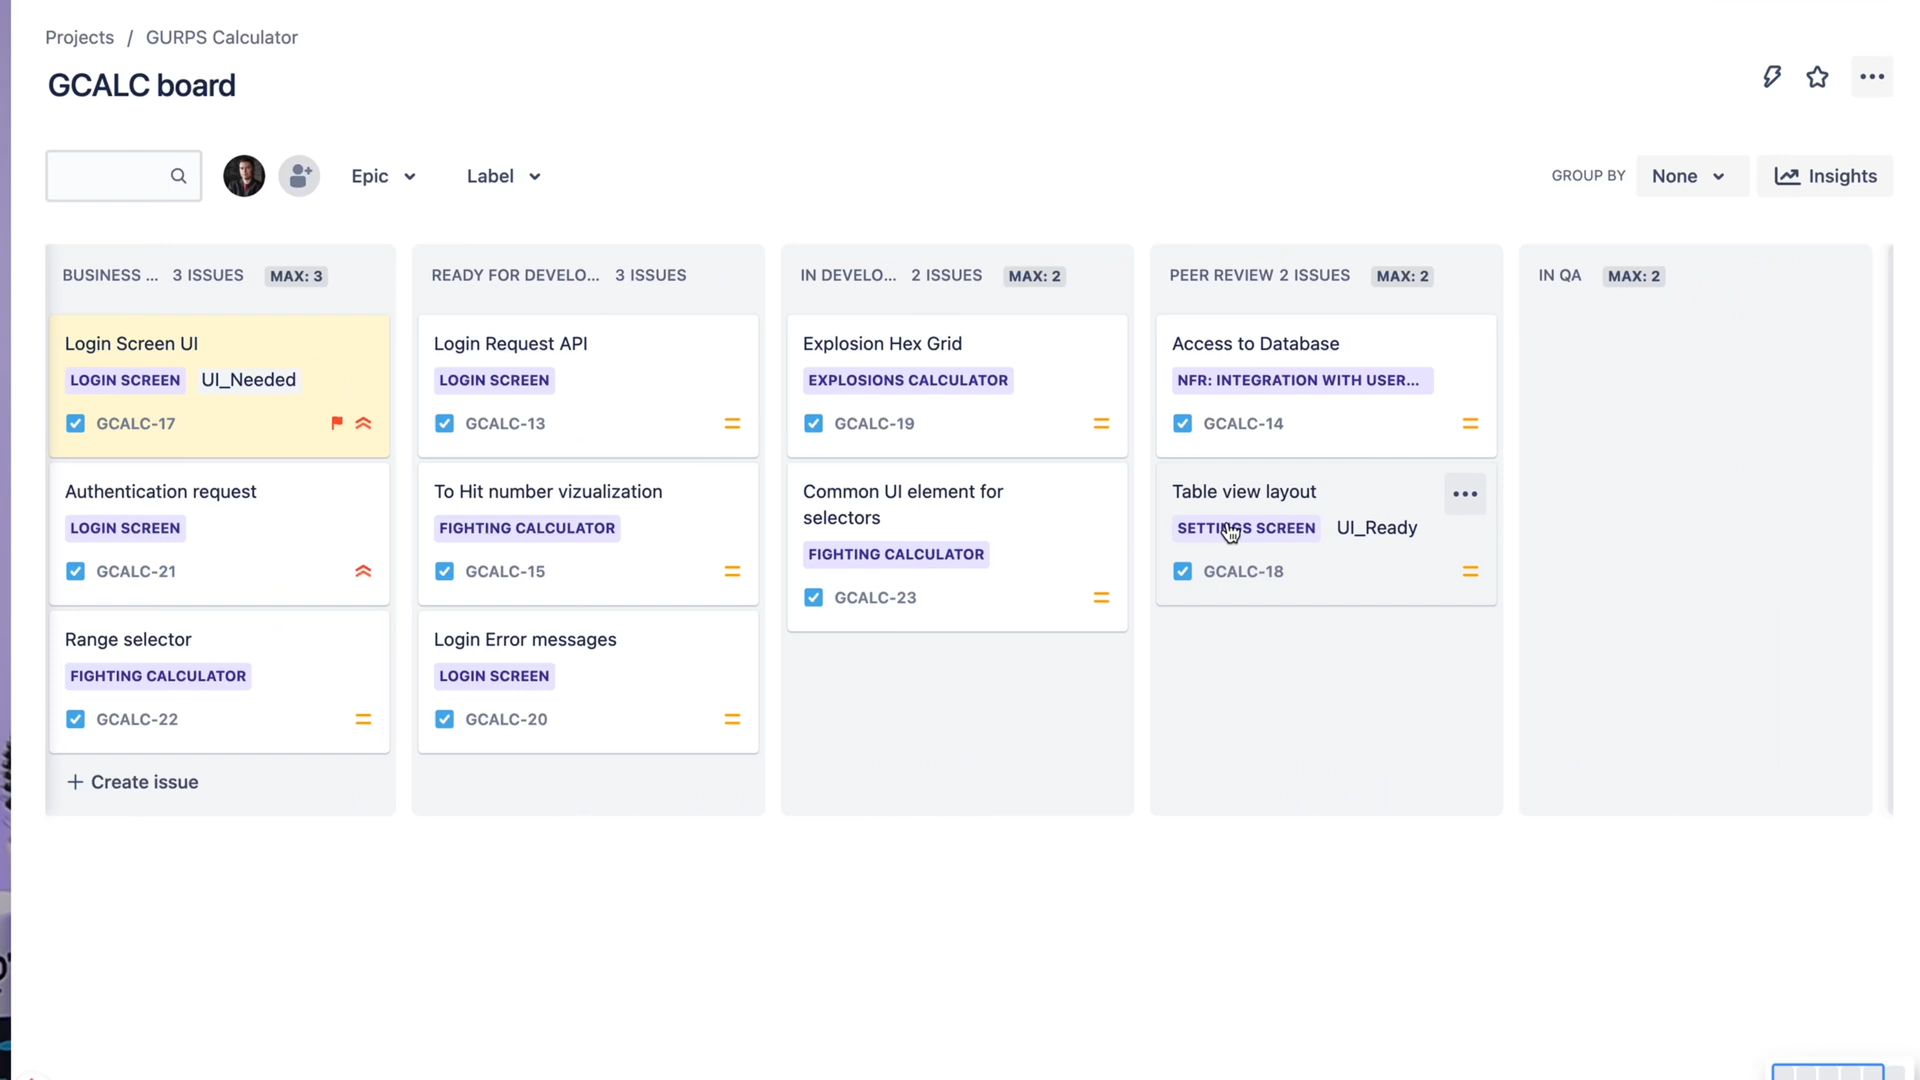 Projects / GURPS Calculator
GCALC board
Epic Label GROUP BY None Insights
BUSINESS ... 3 ISSUES MAX: 3
Login Screen UI
LOGIN SCREEN UI_Needed
GCALC-17
Authentication request
LOGIN SCREEN
GCALC-21
Range selector
FIGHTING CALCULATOR
GCALC-22
+ Create issue
READY FOR DEVELO... 3 ISSUES
Login Request API
LOGIN SCREEN
GCALC-13
To Hit number vizualization
FIGHTING CALCULATOR
GCALC-15
Login Error messages
LOGIN SCREEN
GCALC-20
IN DEVELO... 2 ISSUES MAX: 2
Explosion Hex Grid
EXPLOSIONS CALCULATOR
GCALC-19
Common UI element for
selectors
FIGHTING CALCULATOR
GCALC-23
PEER REVIEW 2 ISSUES MAX: 2
Access to Database
NFR: INTEGRATION WITH USER...
GCALC-14
Table view layout
SETTINGS SCREEN UI_Ready
GCALC-18
IN QA MAX: 2